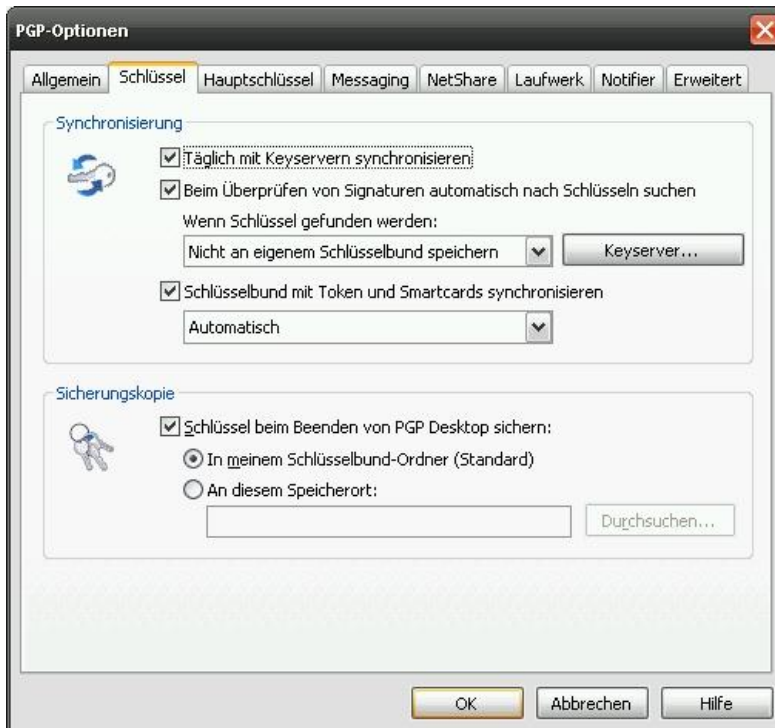 PGP-Optionen
Allgemein Schlüssel Hauptschlüssel Messaging NetShare Laufwerk Notifier Erweitert
Synchronisierung
Täglich mit Keyservern synchronisieren
Beim Überprüfen von Signaturen automatisch nach Schlüsseln suchen
Wenn Schlüssel gefunden werden:
Nicht an eigenem Schlüsselbund speichern Keyserver...
Schlüsselbund mit Token und Smartcards synchronisieren
Automatisch
Sicherungskopie
Schlüssel beim Beenden von PGP Desktop sichern:
In meinem Schlüsselbund-Ordner (Standard)
An diesem Speicherort:
Durchsuchen...
OK Abbrechen Hilfe